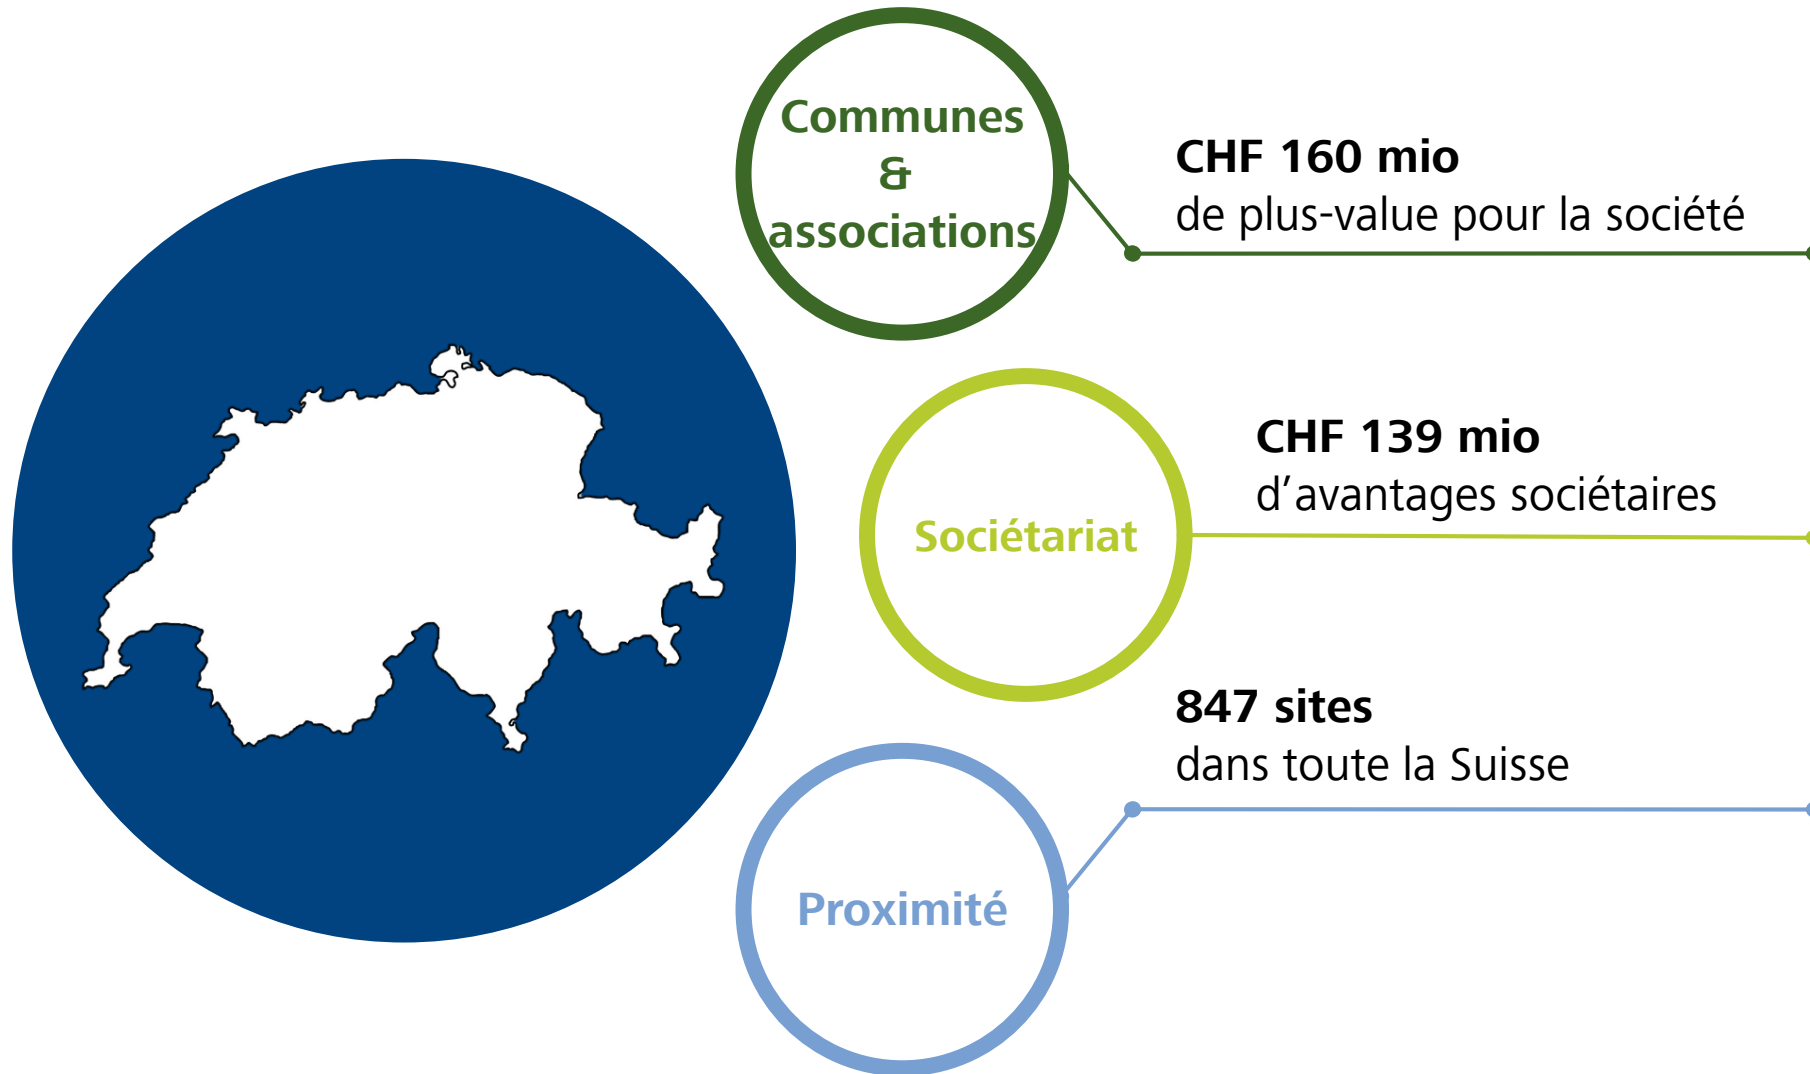 Communes
&
associations
CHF 160 mio
de plus-value pour la société
Sociétariat
CHF 139 mio
d’avantages sociétaires
Proximité
847 sites
dans toute la Suisse